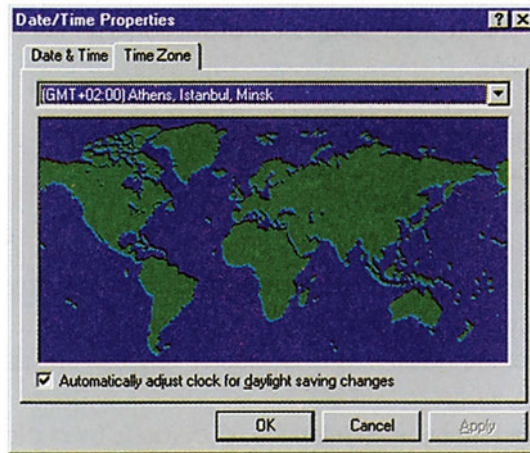 Date/Time Properties
Date & Time
Time Zone
(GMT+02:00) Athens, Istanbul, Minsk
Automatically adjust clock for daylight saving changes
OK
Cancel
Apply